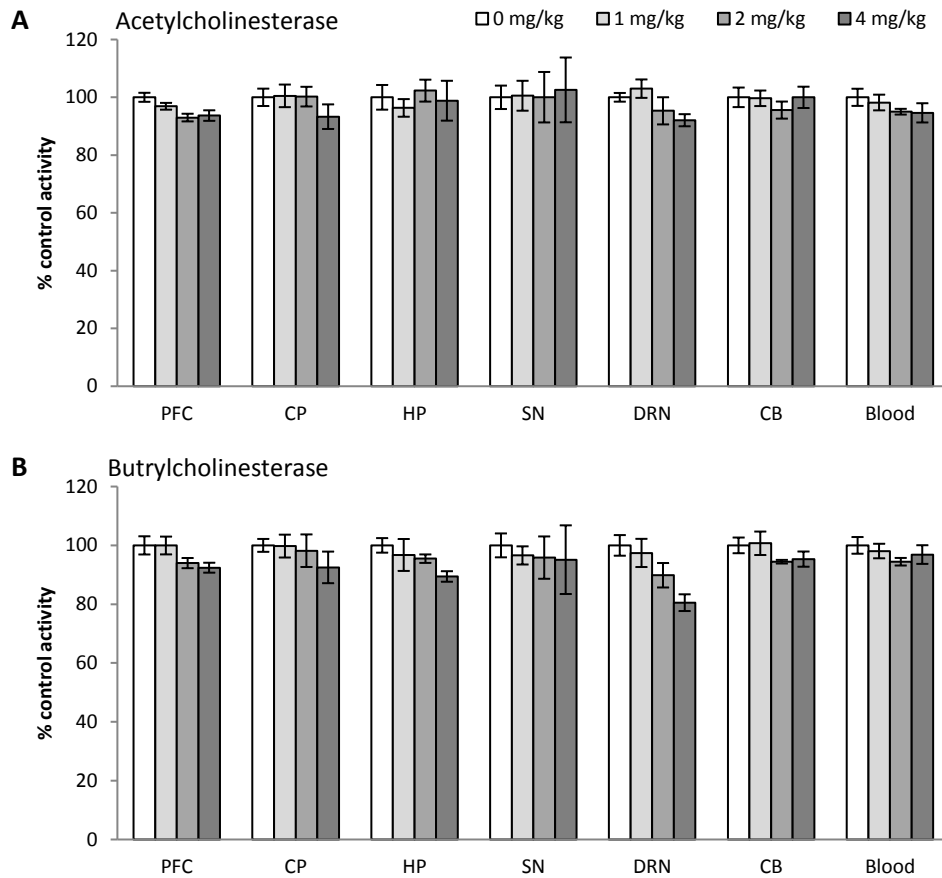 A Acetylcholinesterase
0 mg/kg 1 mg/kg 2 mg/kg 4 mg/kg
% control activity
120
100
80
60
40
20
0
PFC CP HP SN DRN CB Blood
B Butrylcholinesterase
% control activity
120
100
80
60
40
20
0
PFC CP HP SN DRN CB Blood